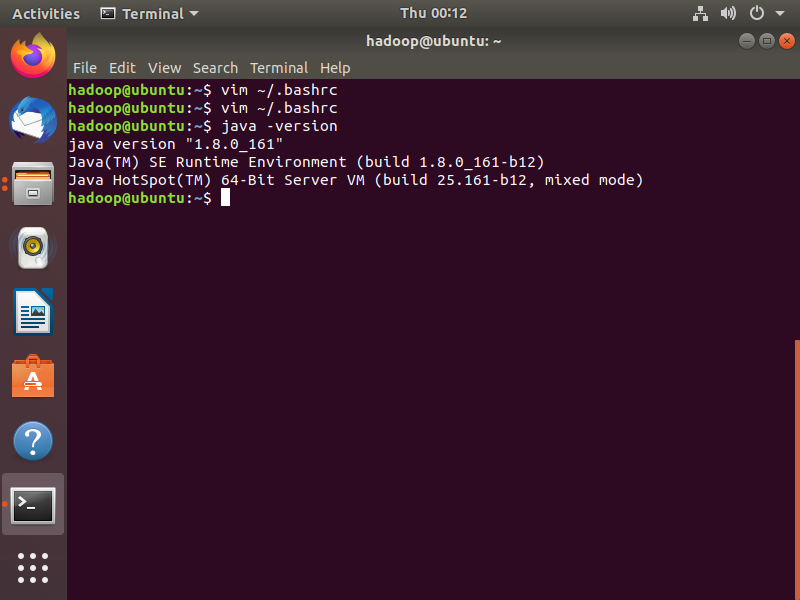 Activities Terminal Thu 00:12
hadoop@ubuntu: ~
File Edit View Search Terminal Help
hadoop@ubuntu:~$ vim ~/.bashrc
hadoop@ubuntu:~$ vim ~/.bashrc
hadoop@ubuntu:~$ java -version
java version "1.8.0_161"
Java(TM) SE Runtime Environment (build 1.8.0_161-b12)
Java HotSpot(TM) 64-Bit Server VM (build 25.161-b12, mixed mode)
hadoop@ubuntu:~$